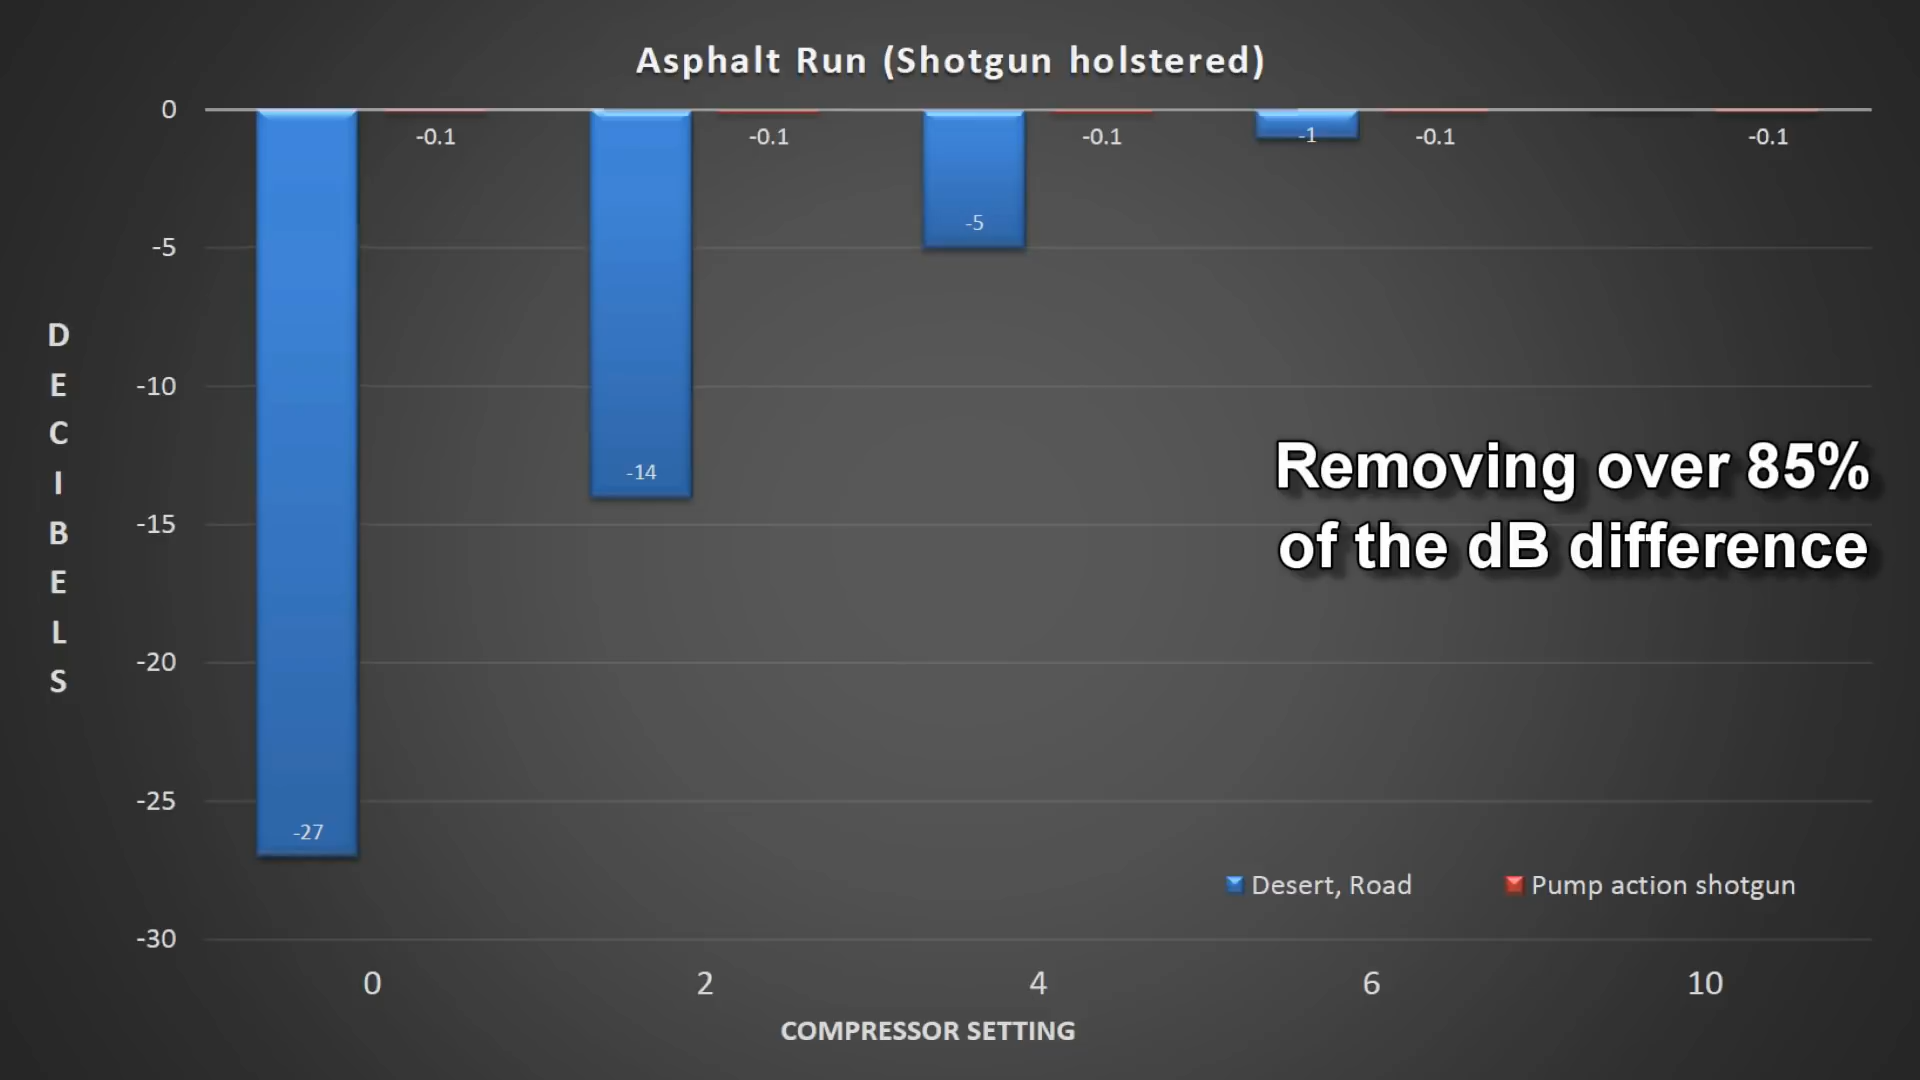 Asphalt Run (Shotgun holstered)
0
-0.1
-0.1
-0.1
-1
-0.1
-0.1
-5
-5
-10
-14
-15
-20
-25
-27
-30
DECIBELS
Removing over 85%
of the dB difference
Desert, Road
Pump action shotgun
0 2 4 6 10
COMPRESSOR SETTING